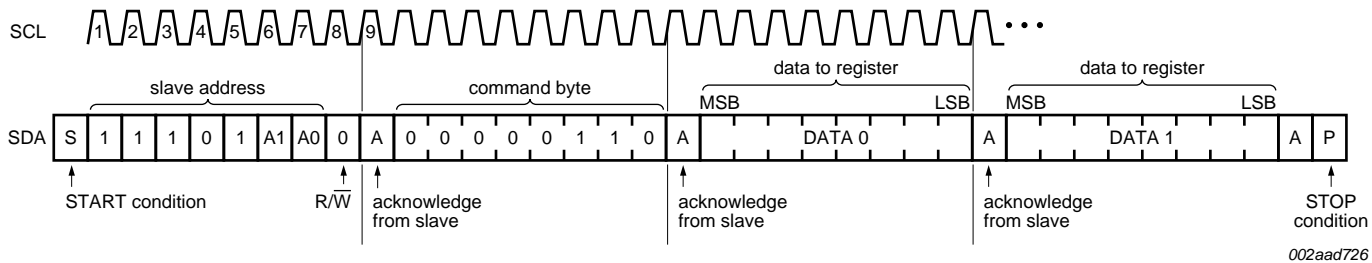 SCL 1 2 3 4 5 6 7 8 9 •••
slave address command byte data to register data to register
MSB LSB MSB LSB
SDA S 1 1 1 0 1 A1 A0 0 A 0 0 0 0 0 1 1 0 A DATA 0 A DATA 1 A P
START condition R/W̅ acknowledge from slave acknowledge from slave acknowledge from slave STOP condition
002aad726